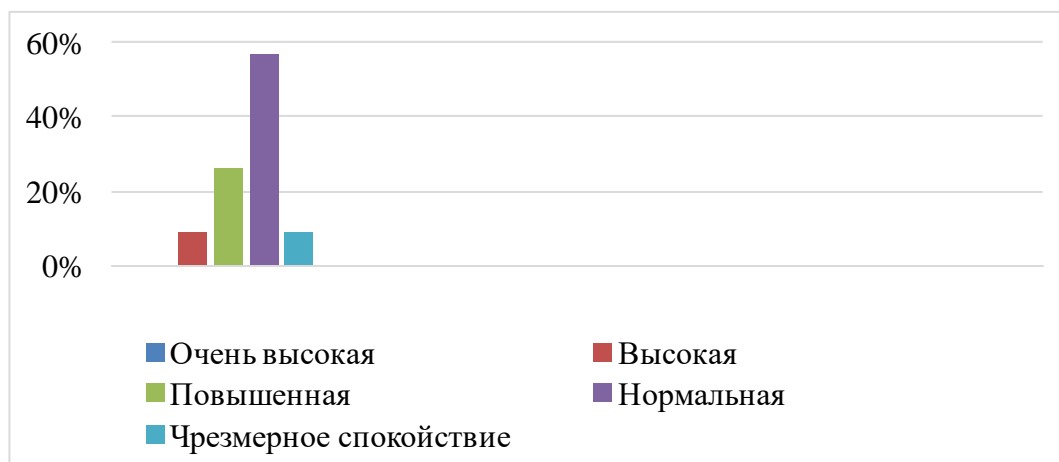 60%
40%
20%
0%
Очень высокая
Высокая
Повышенная
Нормальная
Чрезмерное спокойствие